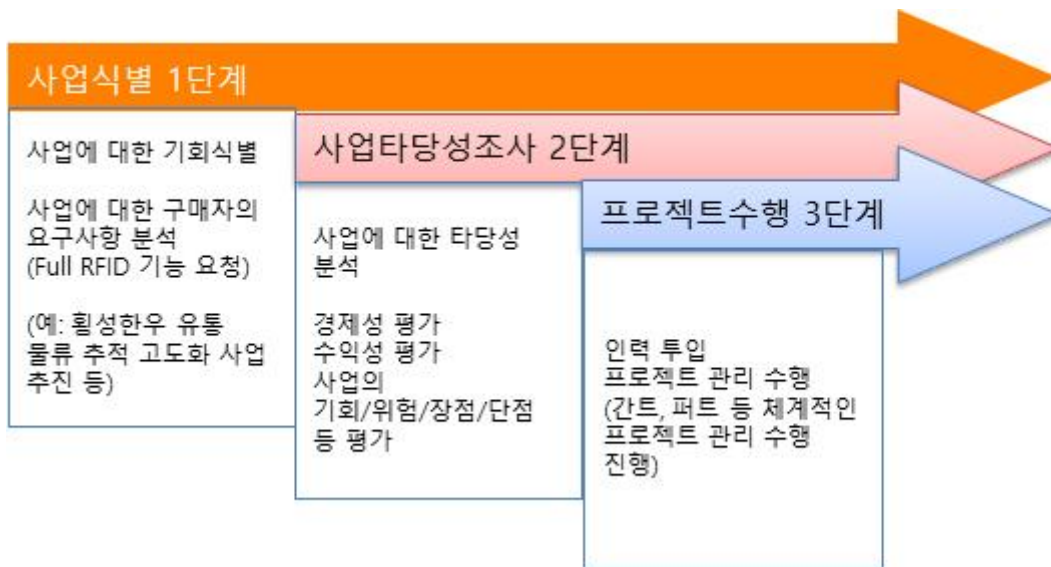 사업식별 1단계
사업에 대한 기회식별
사업에 대한 구매자의
요구사항 분석
(Full RFID 기능 요청)
(예: 횡성한우 유통
물류 추적 고도화 사업
추진 등)
사업타당성조사 2단계
사업에 대한 타당성
분석
경제성 평가
수익성 평가
사업의
기회/위험/장점/단점
등 평가
프로젝트수행 3단계
인력 투입
프로젝트 관리 수행
(간트, 퍼트 등 체계적인
프로젝트 관리 수행
진행)